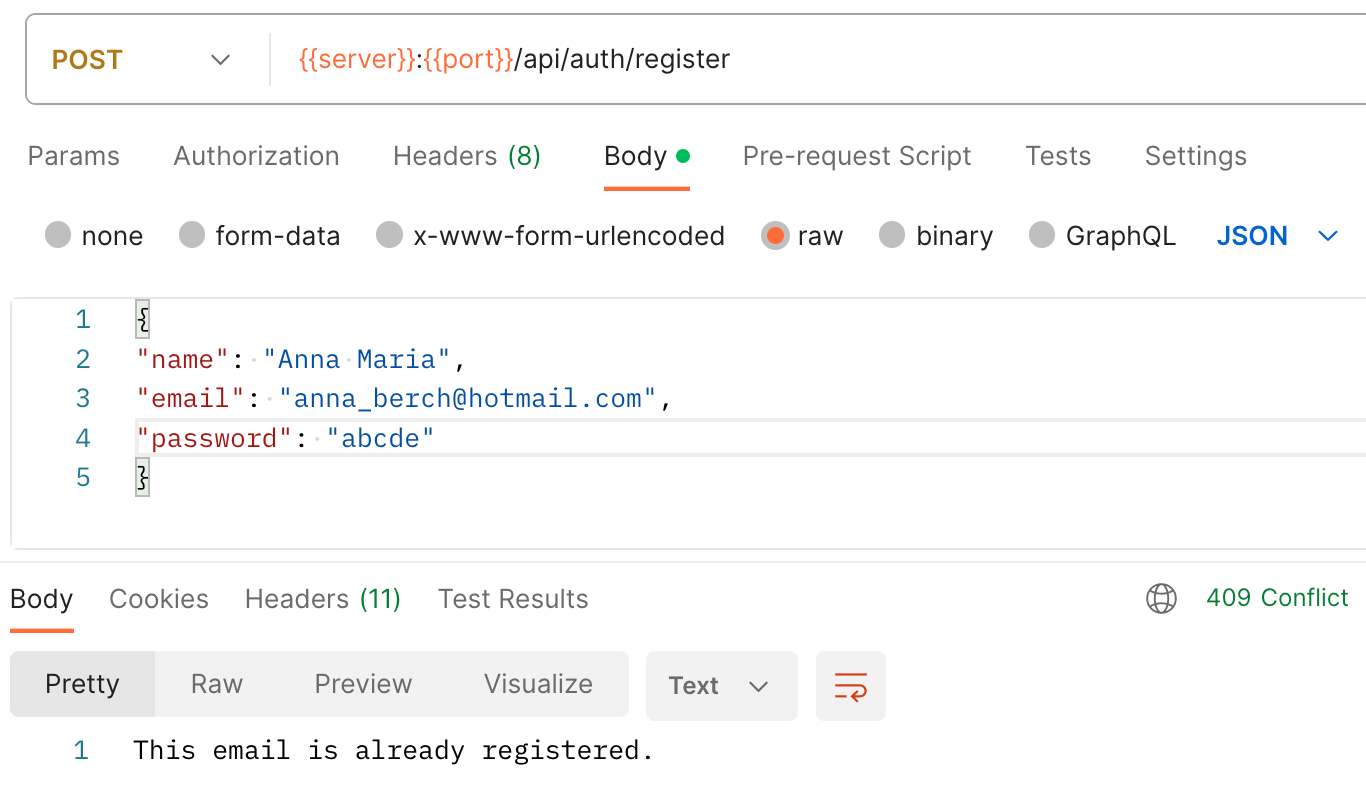 POST {{server}}:{{port}}/api/auth/register
Params Authorization Headers (8) Body Pre-request Script Tests Settings
none form-data x-www-form-urlencoded raw binary GraphQL JSON
1 {
2 "name": "Anna Maria",
3 "email": "anna_berch@hotmail.com",
4 "password": "abcde"
5 }
Body Cookies Headers (11) Test Results 409 Conflict
Pretty Raw Preview Visualize Text
1 This email is already registered.